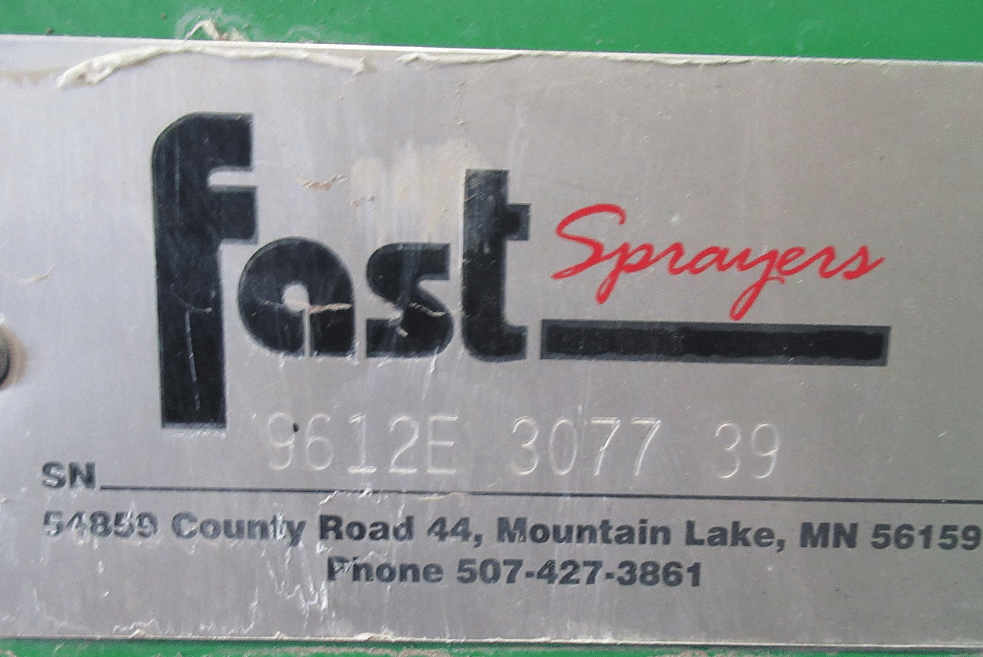 fast Sprayers
9612E 3077 39
SN
54859 County Road 44, Mountain Lake, MN 56159
Phone 507-427-3861